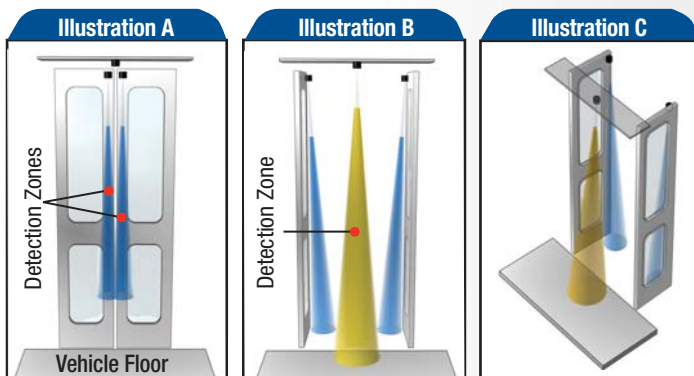 Illustration A
Detection Zones
Vehicle Floor
Illustration B
Detection Zone
Illustration C